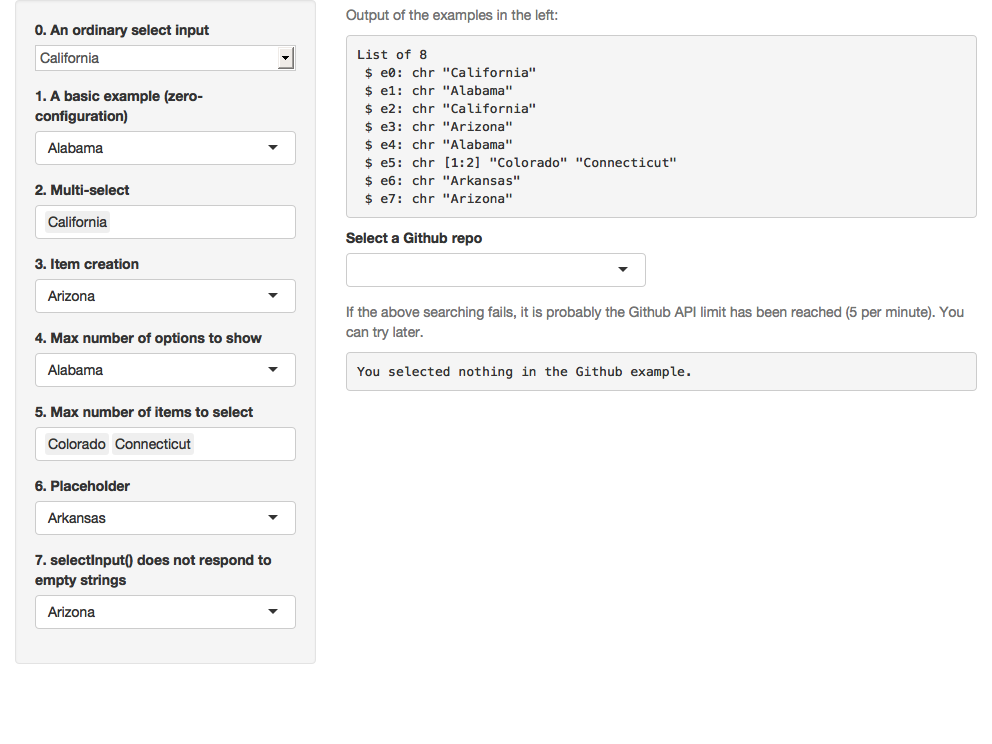 0. An ordinary select input
California
1. A basic example (zero-
configuration)
Alabama
2. Multi-select
California
3. Item creation
Arizona
4. Max number of options to show
Alabama
5. Max number of items to select
Colorado Connecticut
6. Placeholder
Arkansas
7. selectInput() does not respond to
empty strings
Arizona
Output of the examples in the left:
List of 8
 $ e0: chr "California"
 $ e1: chr "Alabama"
 $ e2: chr "California"
 $ e3: chr "Arizona"
 $ e4: chr "Alabama"
 $ e5: chr [1:2] "Colorado" "Connecticut"
 $ e6: chr "Arkansas"
 $ e7: chr "Arizona"
Select a Github repo
If the above searching fails, it is probably the Github API limit has been reached (5 per minute). You
can try later.
You selected nothing in the Github example.